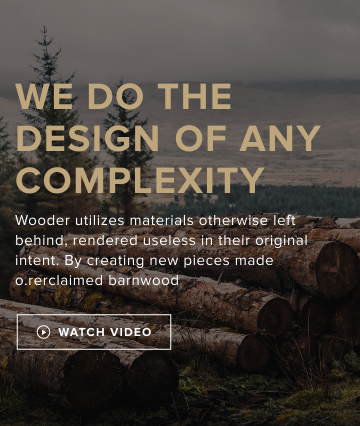 WE DO THE
DESIGN OF ANY
COMPLEXITY
Wooder utilizes materials otherwise left
behind, rendered useless in their original
intent. By creating new pieces made
o.rerclaimed barnwood
WATCH VIDEO